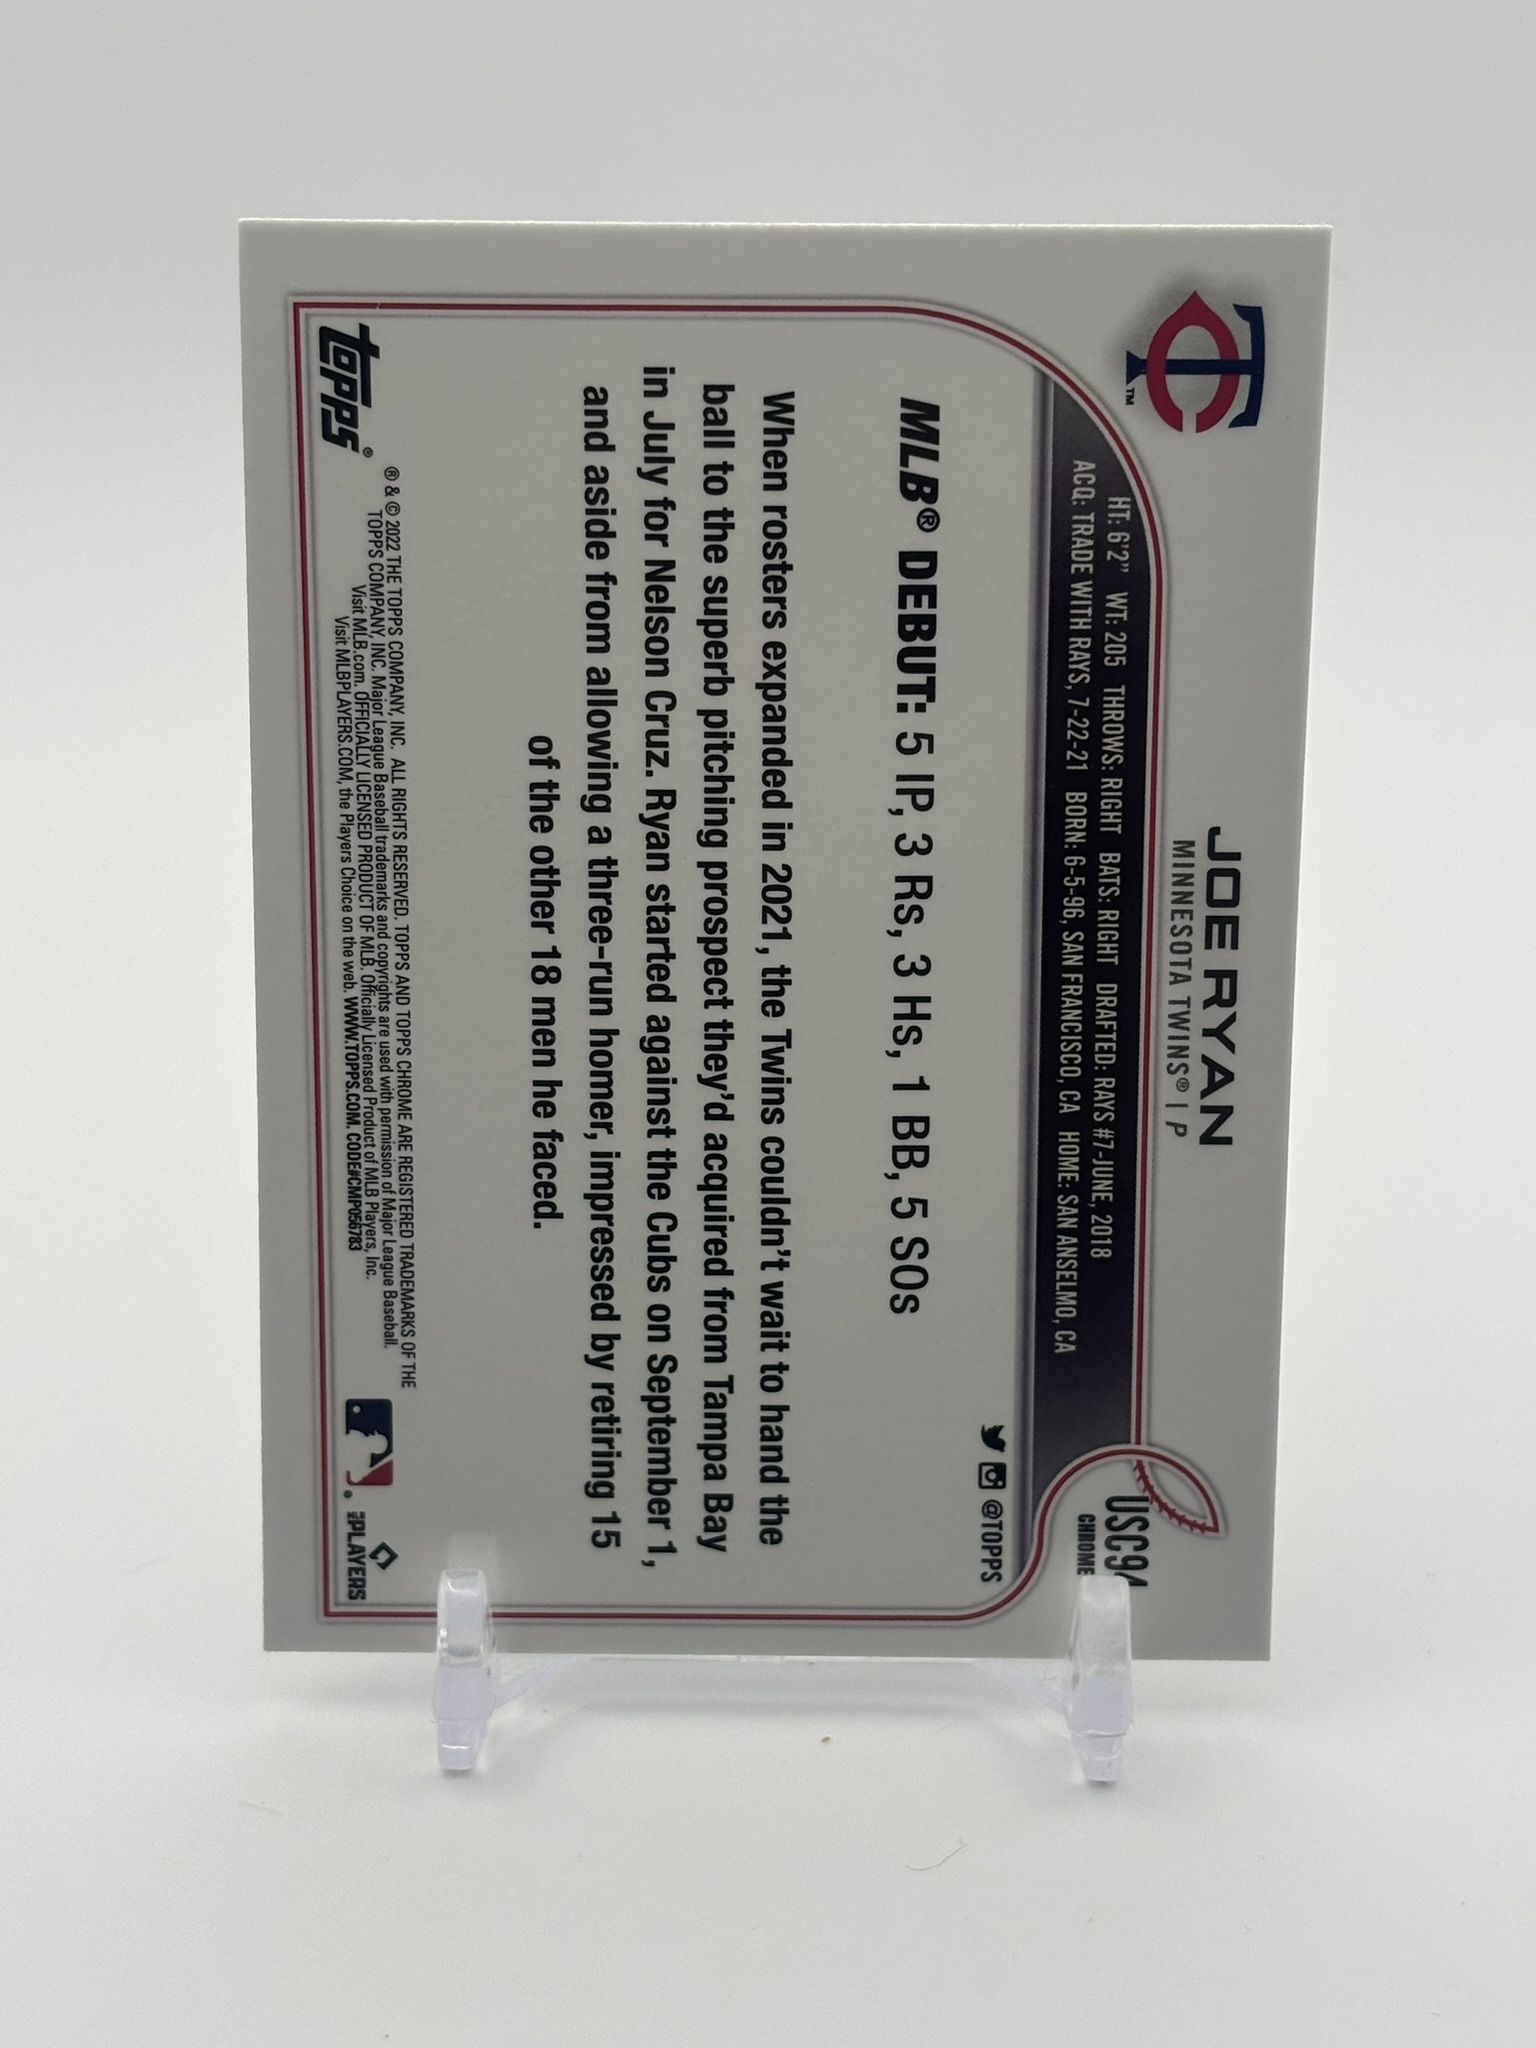 JOE RYAN
MINNESOTA TWINS® | P
TC™
HT: 6'2" WT: 205 THROWS: RIGHT BATS: RIGHT DRAFTED: RAYS #7-JUNE, 2018
ACQ: TRADE WITH RAYS, 7-22-21 BORN: 6-5-96, SAN FRANCISCO, CA HOME: SAN ANSELMO, CA
CHROME
@TOPPS
MLB® DEBUT: 5 IP, 3 Rs, 3 Hs, 1 BB, 5 SOs
When rosters expanded in 2021, the Twins couldn't wait to hand the
ball to the superb pitching prospect they'd acquired from Tampa Bay
in July for Nelson Cruz. Ryan started against the Cubs on September 1,
and aside from allowing a three-run homer, impressed by retiring 15
of the other 18 men he faced.
topps®
® & © 2022 THE TOPPS COMPANY, INC. ALL RIGHTS RESERVED. TOPPS AND TOPPS CHROME ARE REGISTERED TRADEMARKS OF THE
TOPPS COMPANY, INC. Major League Baseball trademarks and copyrights are used with permission of Major League Baseball.
Visit MLB.com. OFFICIALLY LICENSED PRODUCT OF MLB. Officially Licensed Product of MLB Players, Inc.
Visit MLBPLAYERS.COM, the Players Choice on the web. WWW.TOPPS.COM. CODE#CMP056783
MLB PLAYERS